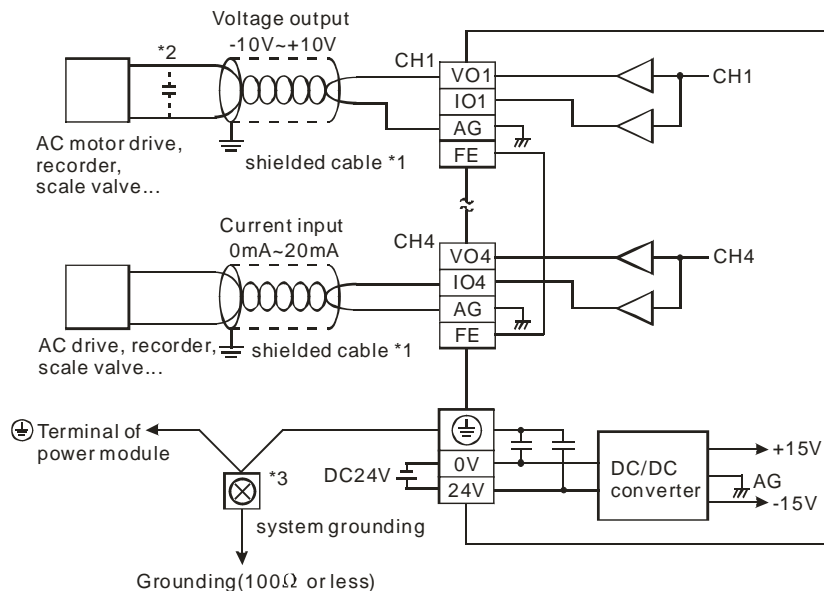 Voltage output
-10V~+10V
*2
CH1
VO1
CH1
IO1
AG
FE
AC motor drive,
recorder,
scale valve...
shielded cable *1
Current input
0mA~20mA
CH4
VO4
CH4
IO4
AG
FE
AC drive, recorder,
scale valve...
shielded cable *1
Terminal of
power module
*3
DC24V
0V
24V
DC/DC
converter
+15V
AG
-15V
system grounding
Grounding(100Ω or less)